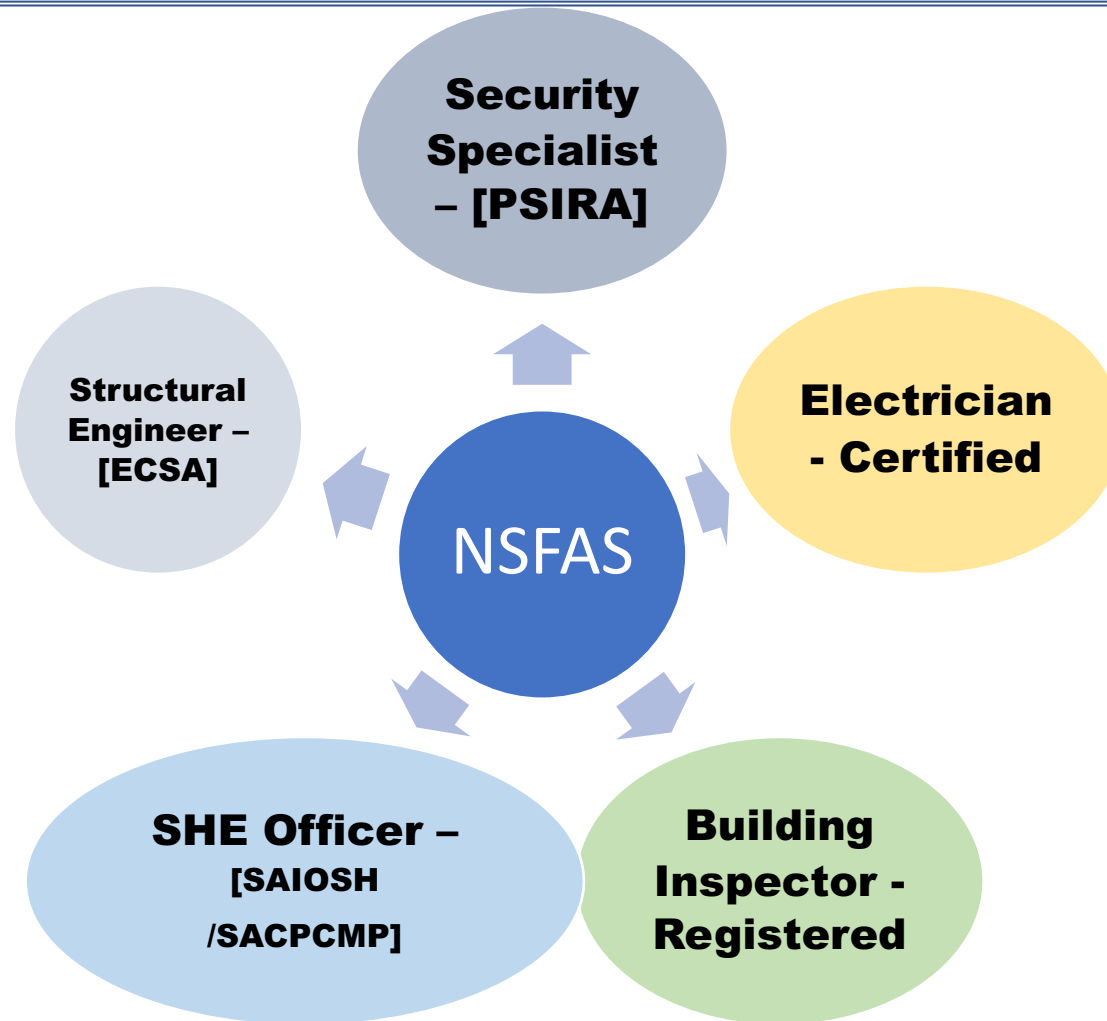 Security
Specialist
– [PSIRA]
Structural
Engineer –
[ECSA]
Electrician
- Certified
NSFAS
SHE Officer –
[SAIOSH
/SACPCMP]
Building
Inspector -
Registered